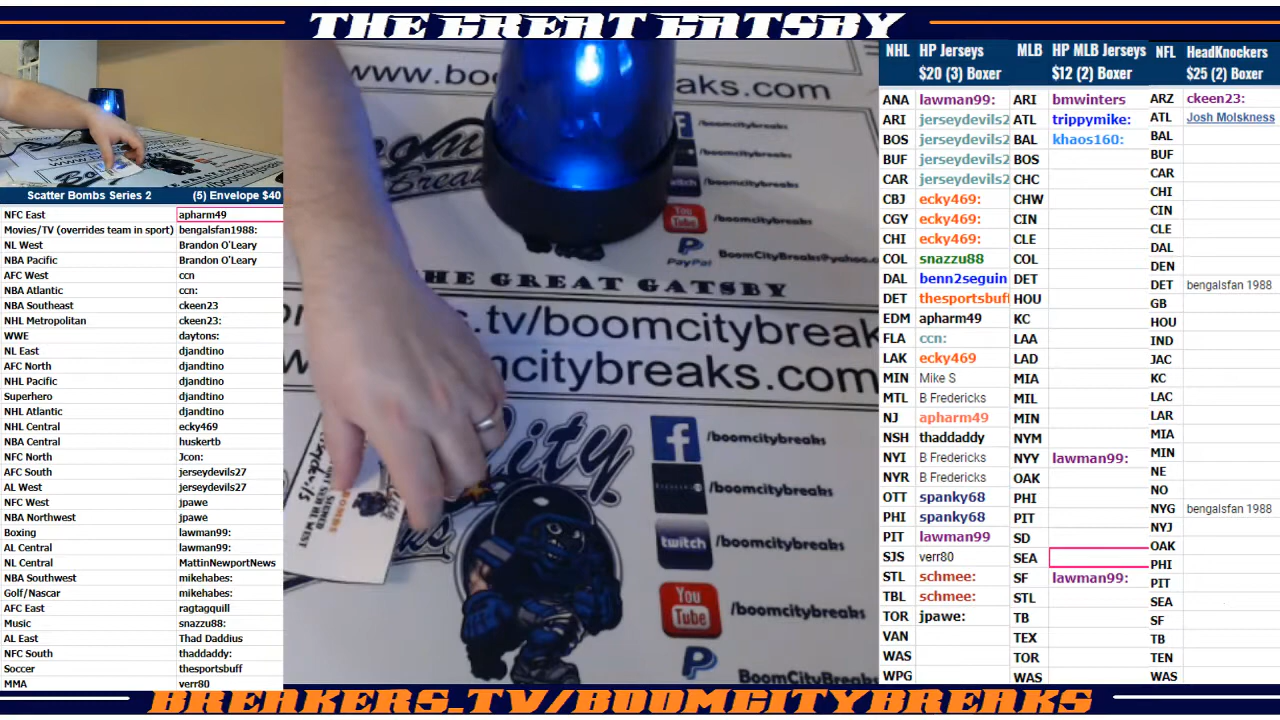 THE GREAT GATSBY
Scatter Bombs Series 2 (5) Envelope $40
NFC East apharm49
Movies/TV (overrides team in sport) bengalsfan1988:
NL West Brandon O'Leary
NBA Pacific Brandon O'Leary
AFC West ccn
NBA Atlantic ccn:
NBA Southeast ckeen23
NHL Metropolitan ckeen23:
WWE daytons:
NL East djandtino
AFC North djandtino
NHL Pacific djandtino
Superhero djandtino
NHL Atlantic djandtino
NHL Central ecky469
NBA Central huskertb
NFC North Jcon:
AFC South jerseydevils27
AL West jerseydevils27
NFC West jpawe
NBA Northwest jpawe
Boxing lawman99:
AL Central lawman99:
NL Central MattinNewportNews
NBA Southwest mikehabes:
Golf/Nascar mikehabes:
AFC East ragtagquill
Music snazzu88:
AL East Thad Daddius
NFC South thaddaddy:
Soccer thesportsbuff
MMA verr80
www.boomcitybreaks.com
Breaks
/boomcitybreaks
/boomcitybreaks
/boomcitybreaks
You Tube /boomcitybreaks
PayPal BoomCityBreaks@yahoo.c
THE GREAT GATSBY
s.tv/boomcitybreaks
ncitybreaks.com
City
/boomcitybreaks
/boomcitybreaks
twitch /boomcitybreaks
You Tube /boomcitybreaks
BoomCityBreaks
NHL HP Jerseys MLB HP MLB Jerseys NFL HeadKnockers
$20 (3) Boxer $12 (2) Boxer $25 (2) Boxer
ANA lawman99: ARI bmwinters ARZ ckeen23:
ARI jerseydevils2 ATL trippymike: ATL Josh Molskness
BOS jerseydevils2 BAL khaos160: BAL
BUF jerseydevils2 BOS BUF
CAR jerseydevils2 CHC CAR
CBJ ecky469: CHW CHI
CGY ecky469: CIN CIN
CHI ecky469: CLE CLE
COL snazzu88 COL DAL
DAL benn2seguin DET DEN
DET thesportsbuff HOU DET bengalsfan 1988
EDM apharm49 KC GB
FLA ccn: LAA HOU
LAK ecky469 LAD IND
MIN Mike S MIA JAC
MTL B Fredericks MIL KC
NJ apharm49 MIN LAC
NSH thaddaddy NYM LAR
NYI B Fredericks NYY lawman99: MIA
NYR B Fredericks OAK MIN
OTT spanky68 PHI NE
PHI spanky68 PIT NO
PIT lawman99 SD NYG bengalsfan 1988
SJS verr80 SEA NYJ
STL schmee: SF lawman99: OAK
TBL schmee: STL PHI
TOR jpawe: TB PIT
VAN TEX SEA
WAS TOR SF
WPG WAS TB
TEN
WAS
BREAKERS.TV/BOOMCITYBREAKS